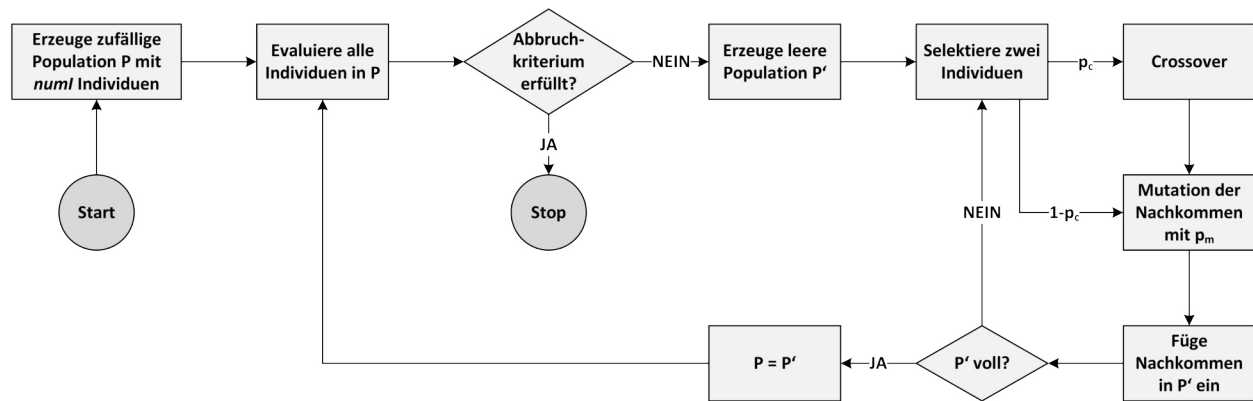 Erzeuge zufällige
Population P mit
numI Individuen
Evaluiere alle
Individuen in P
Abbruch-
kriterium
erfüllt?
NEIN
Erzeuge leere
Population P‘
Selektiere zwei
Individuen
pc
Crossover
JA
Start
Stop
NEIN
1-pc
Mutation der
Nachkommen
mit pm
P = P‘
JA
P‘ voll?
Füge
Nachkommen
in P‘ ein